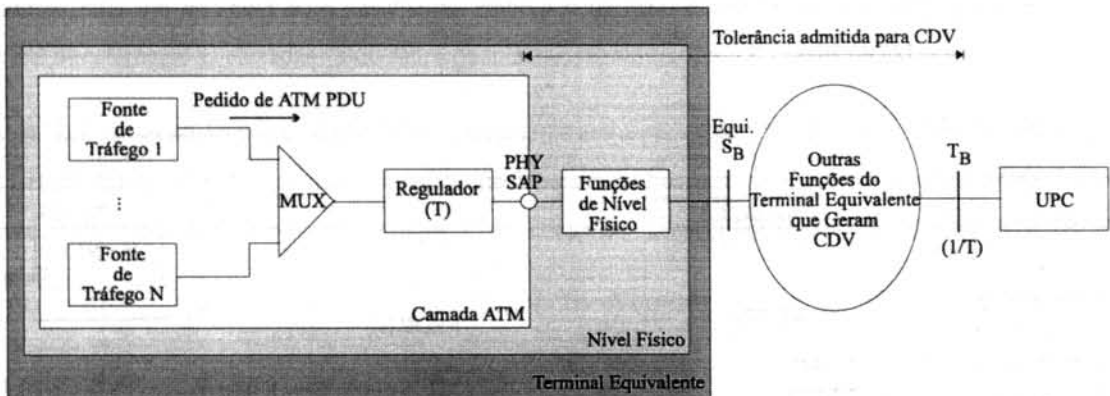 Tolerância admitida para CDV
Fonte
de
Tráfego 1
Pedido de ATM PDU
MUX
Regulador
(T)
PHY
SAP
Funções
de Nível
Físico
Equi.
S_B
Outras
Funções do
Terminal Equivalente
que Geram
CDV
T_B
(1/T)
UPC
...
Fonte
de
Tráfego N
Camada ATM
Nível Físico
Terminal Equivalente